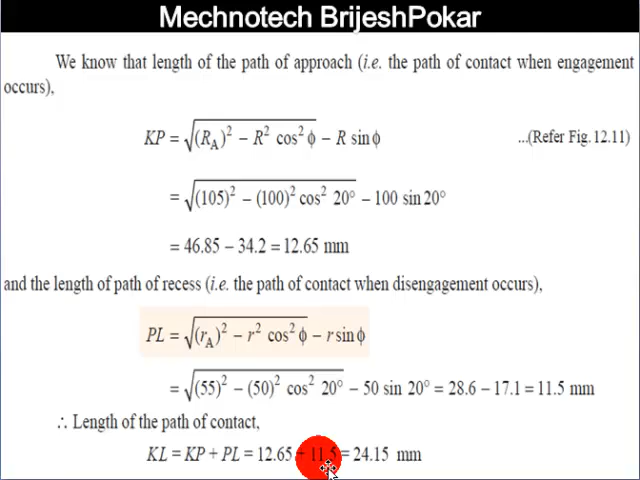 Mechnotech BrijeshPokar
We know that length of the path of approach (i.e. the path of contact when engagement
occurs),
KP = √((R_A)² – R² cos² ϕ) – R sin ϕ ...(Refer Fig. 12.11)
= √((105)² – (100)² cos² 20°) – 100 sin 20°
= 46.85 – 34.2 = 12.65 mm
and the length of path of recess (i.e. the path of contact when disengagement occurs),
PL = √((r_A)² – r² cos² ϕ) – r sin ϕ
= √((55)² – (50)² cos² 20°) – 50 sin 20° = 28.6 – 17.1 = 11.5 mm
∴ Length of the path of contact,
KL = KP + PL = 12.65 + 11.5 = 24.15 mm